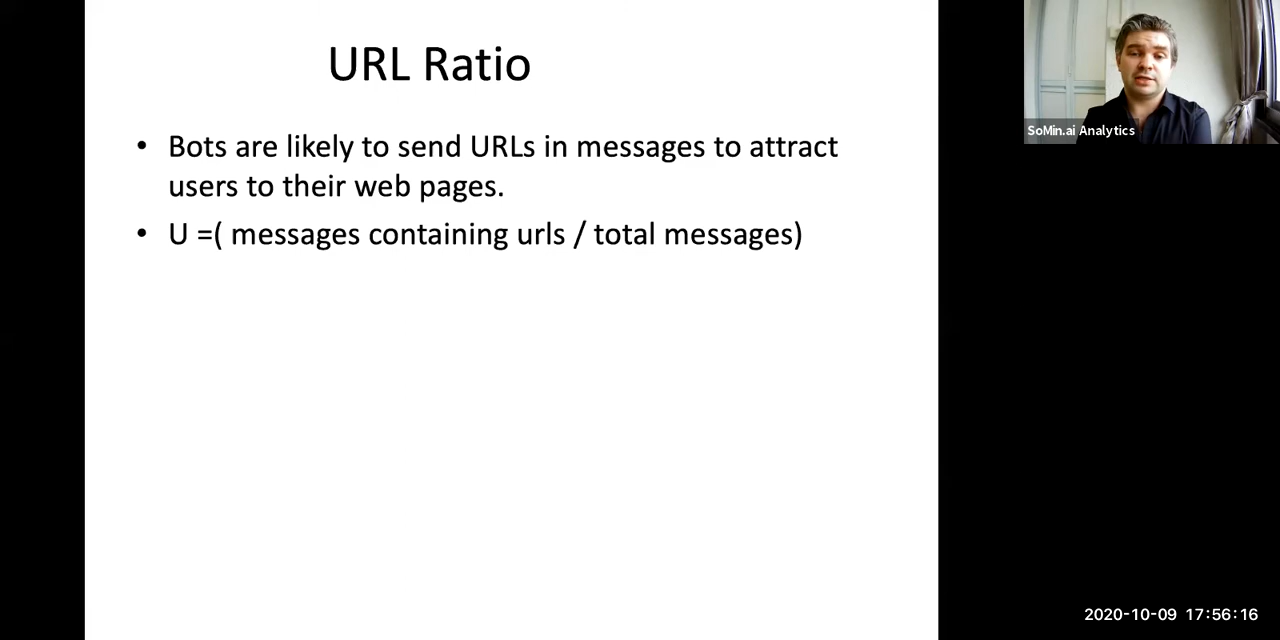 URL Ratio
• Bots are likely to send URLs in messages to attract
users to their web pages.
• U =( messages containing urls / total messages)
SoMin.ai Analytics
2020-10-09 17:56:16